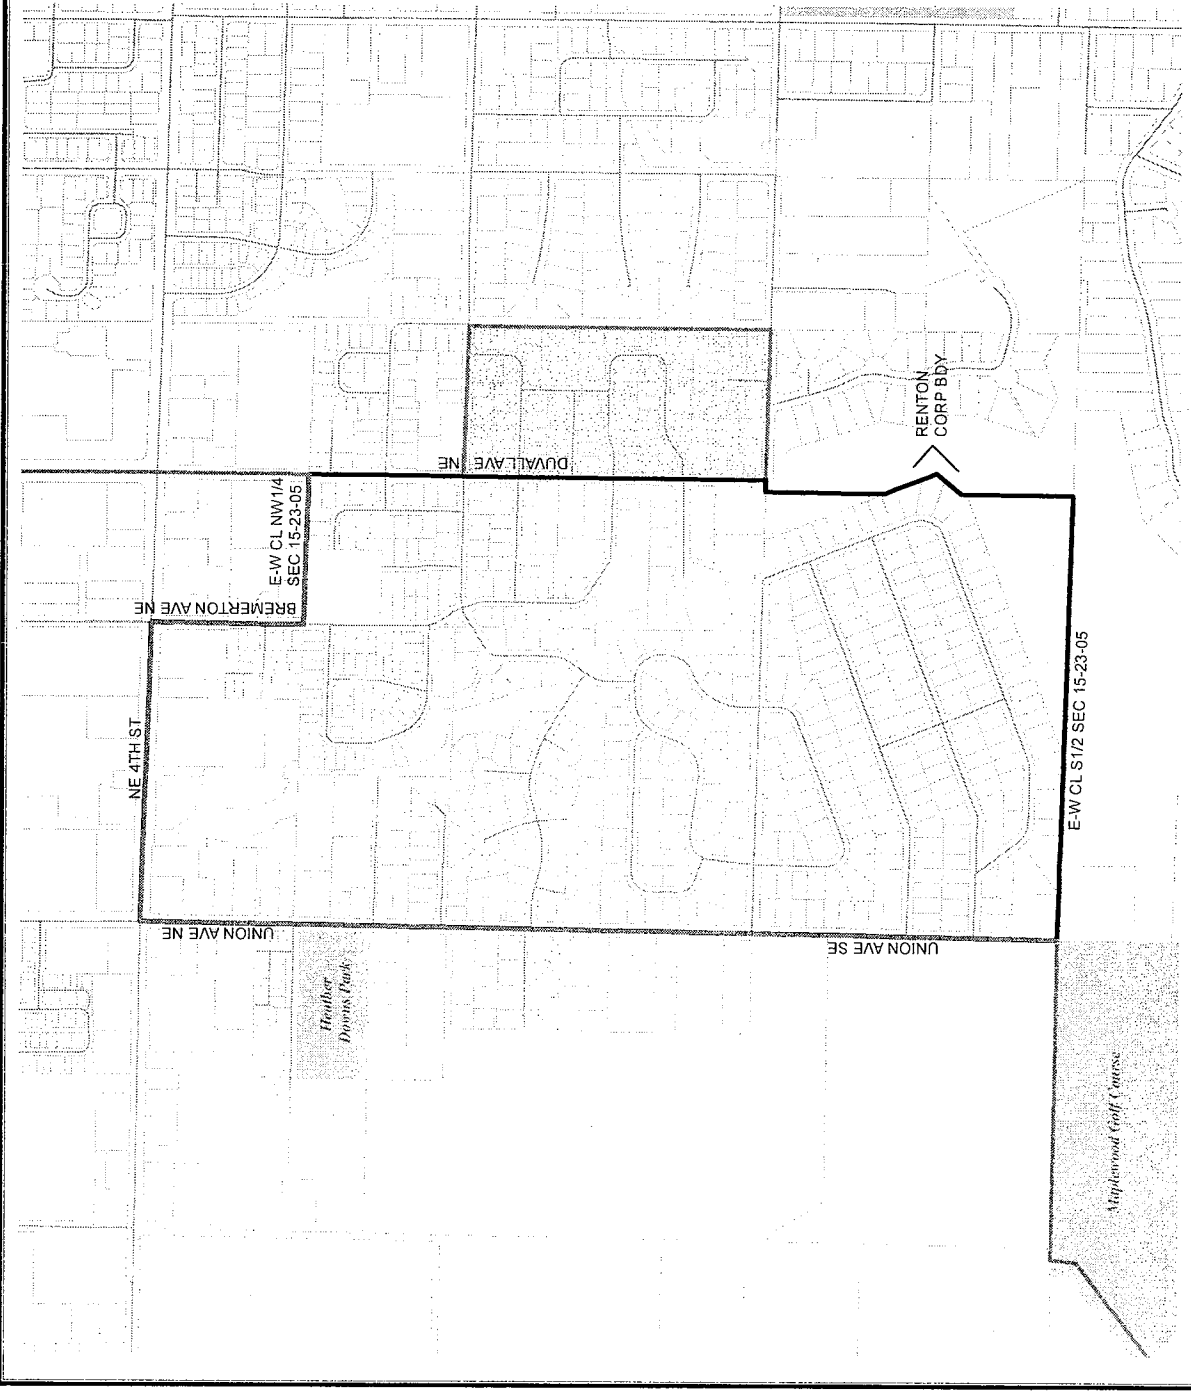 NE 4TH ST
BREMERTON AVE NE
E-W CL NW1/4
SEC 15-23-05
DUVALL AVE NE
RENTON
CORP BDY
E-W CL S1/2 SEC 15-23-05
UNION AVE NE
UNION AVE SE
Heather
Downs Park
Maplewood Golf Course